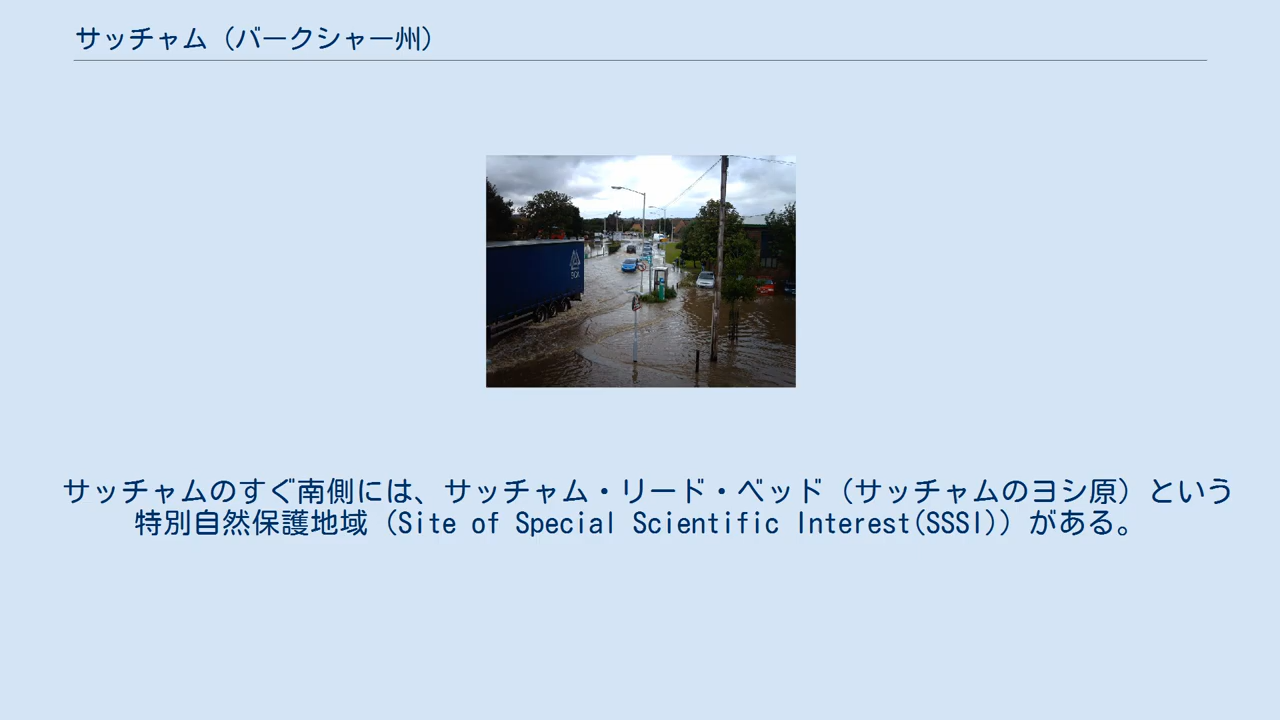 サッチャム（バークシャー州）
サッチャムのすぐ南側には、サッチャム・リード・ベッド（サッチャムのヨシ原）という
特別自然保護地域（Site of Special Scientific Interest(SSSI)）がある。